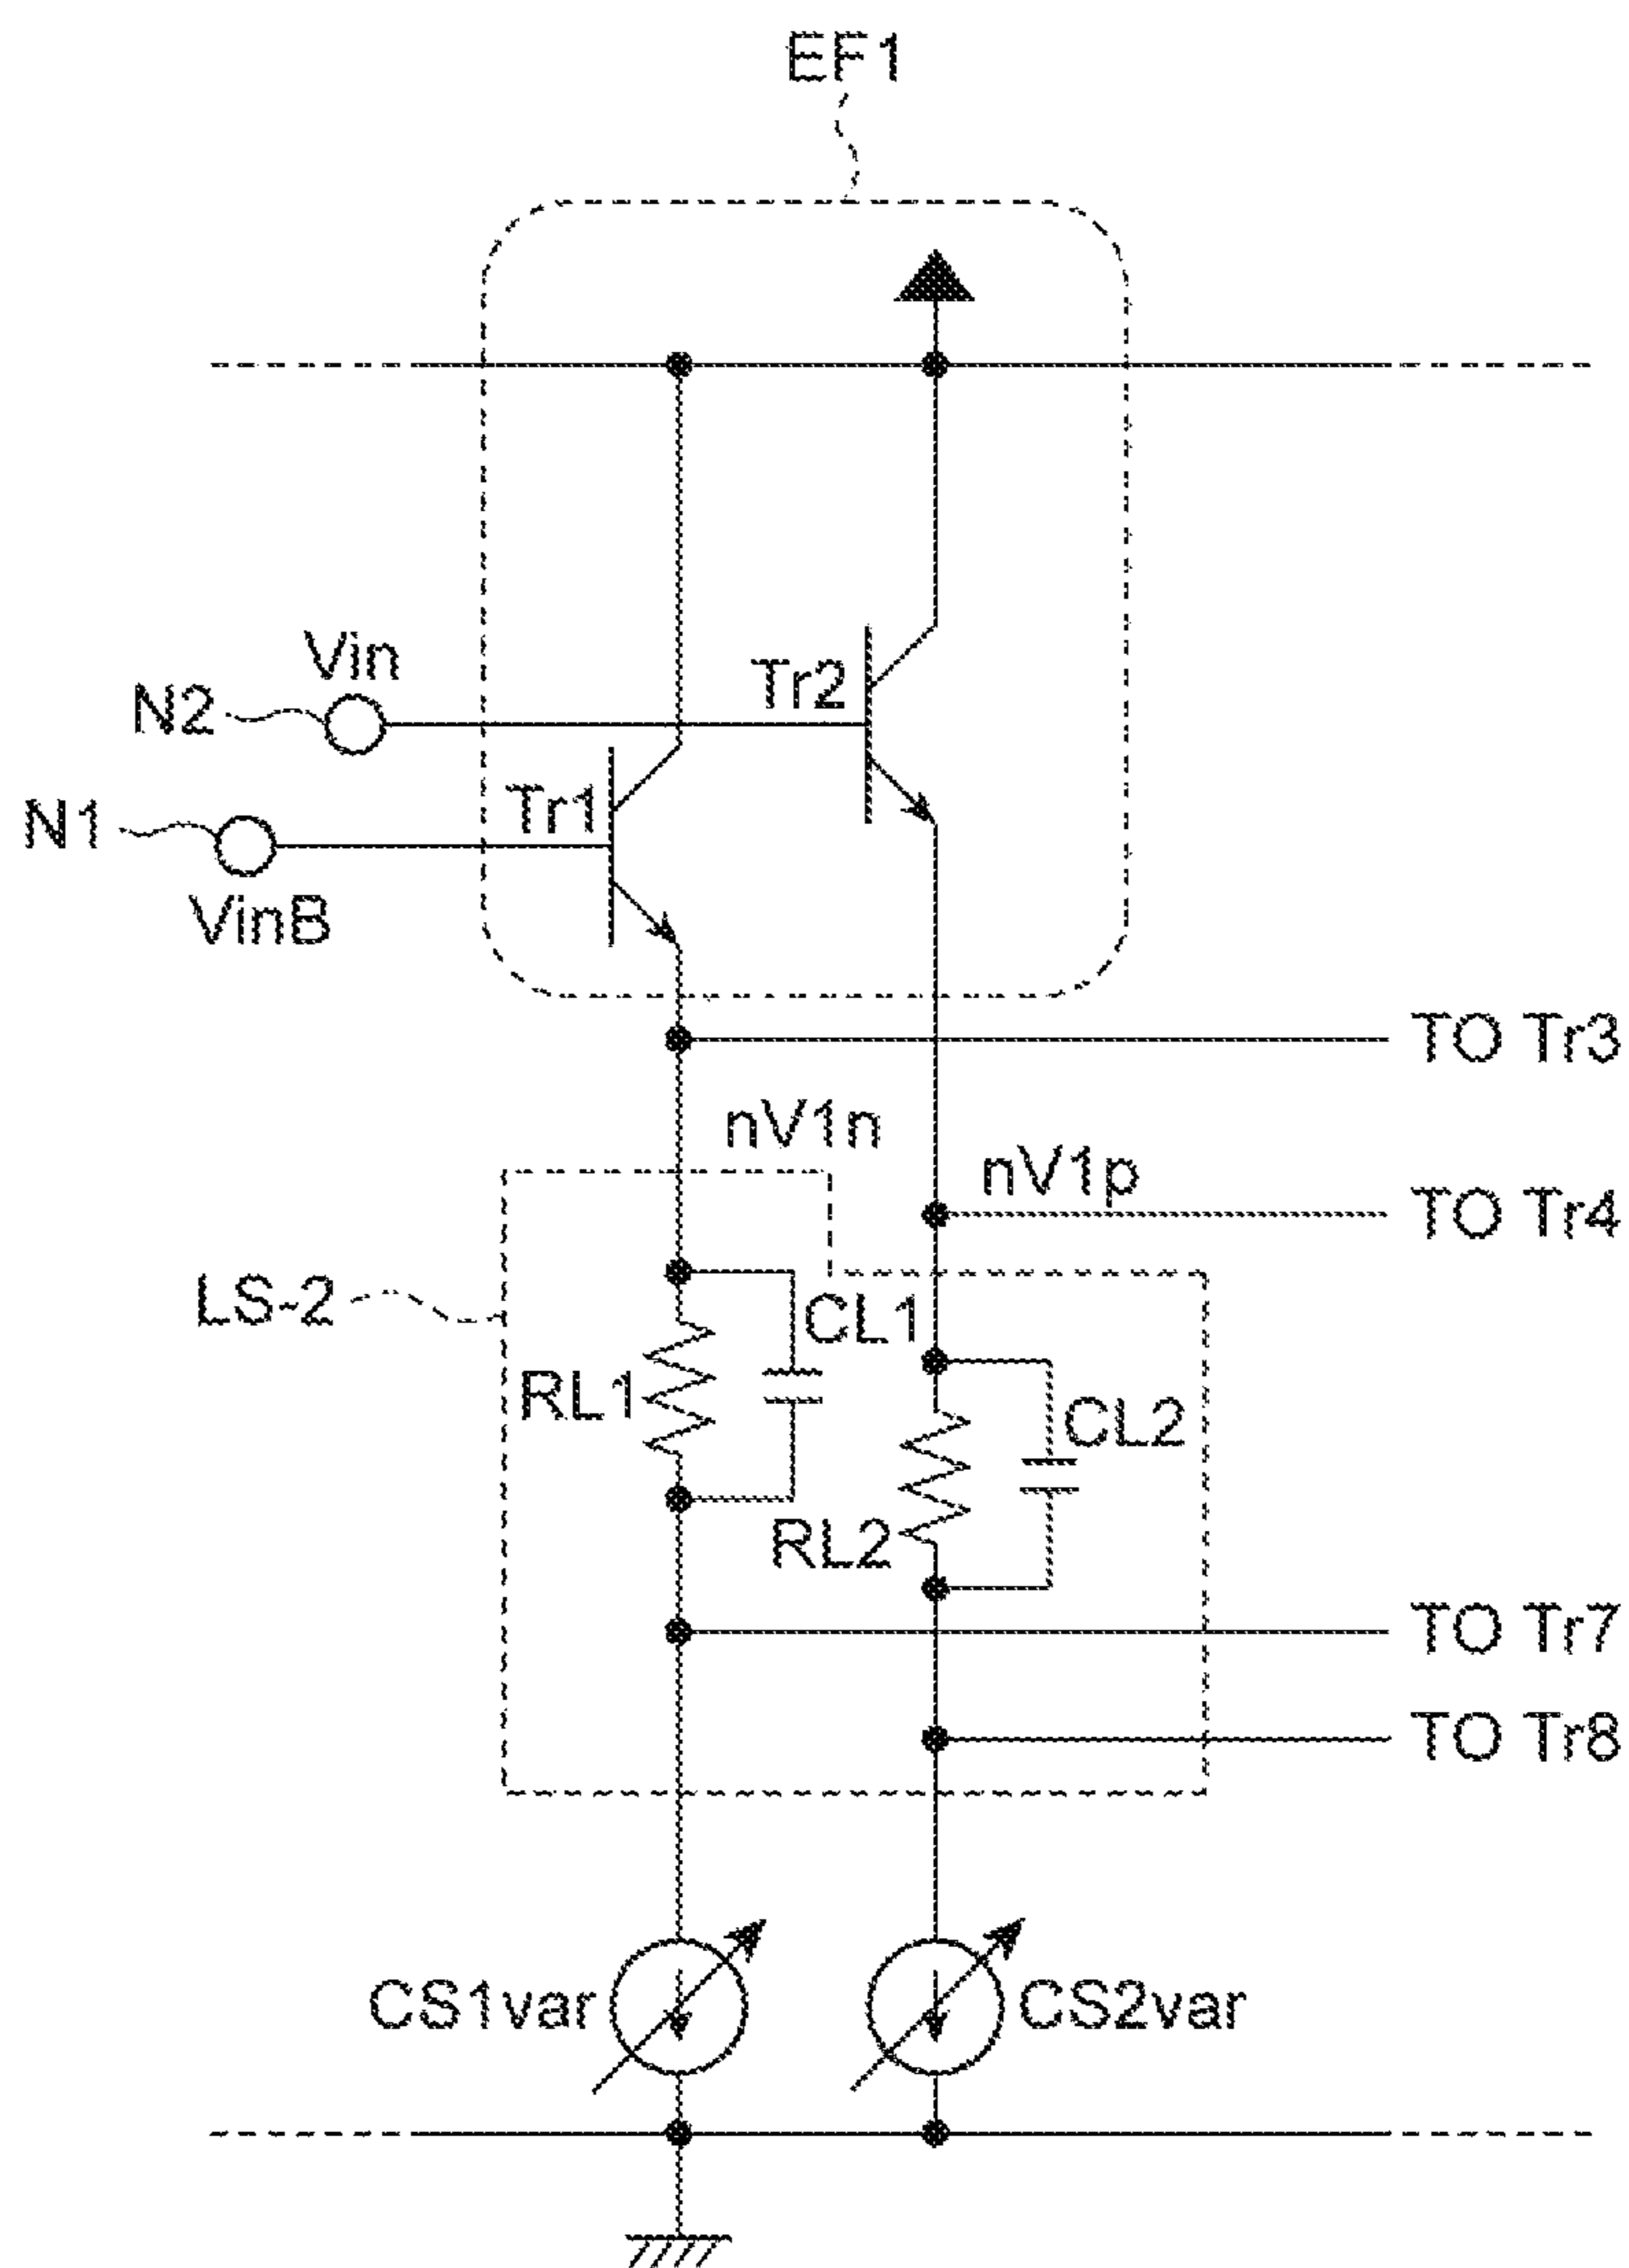 EF1
Vin
N2
Tr2
N1
Tr1
VinB
TO Tr3
nV1n
nV1p
TO Tr4
LS-2
CL1
RL1
CL2
RL2
TO Tr7
TO Tr8
CS1var
CS2var